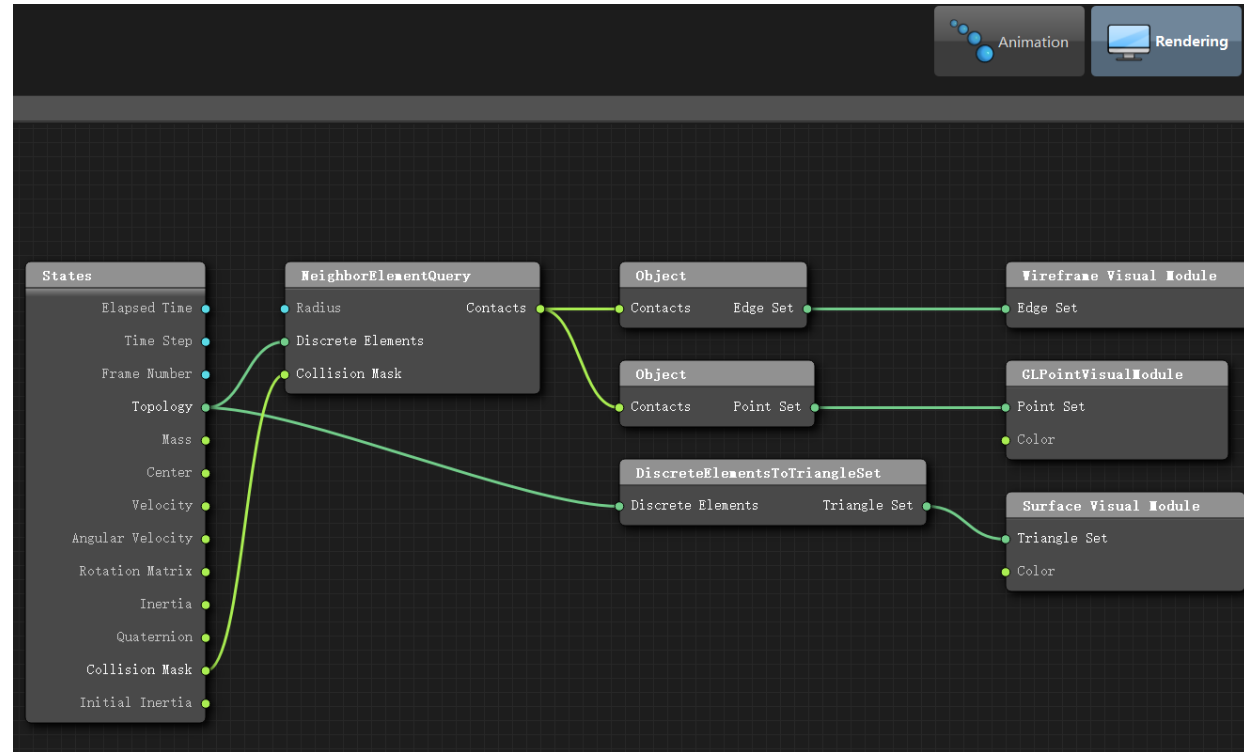 Animation
Rendering
States
Elapsed Time
Time Step
Frame Number
Topology
Mass
Center
Velocity
Angular Velocity
Rotation Matrix
Inertia
Quaternion
Collision Mask
Initial Inertia
NeighborElementQuery
Radius Contacts
Discrete Elements
Collision Mask
Object
Contacts Edge Set
Object
Contacts Point Set
DiscreteElementsToTriangleSet
Discrete Elements Triangle Set
Wireframe Visual Module
Edge Set
GLPointVisualModule
Point Set
Color
Surface Visual Module
Triangle Set
Color